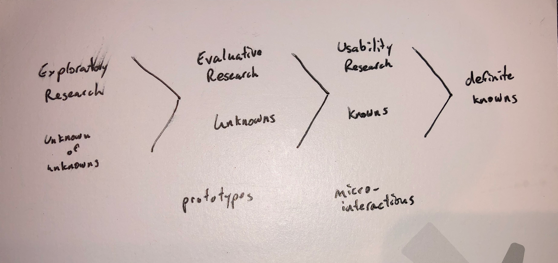 Exploratory
Research
Unknown
of
unknowns
Evaluative
Research
Unknowns
prototypes
Usability
Research
Knowns
micro-
interactions
definite
knowns